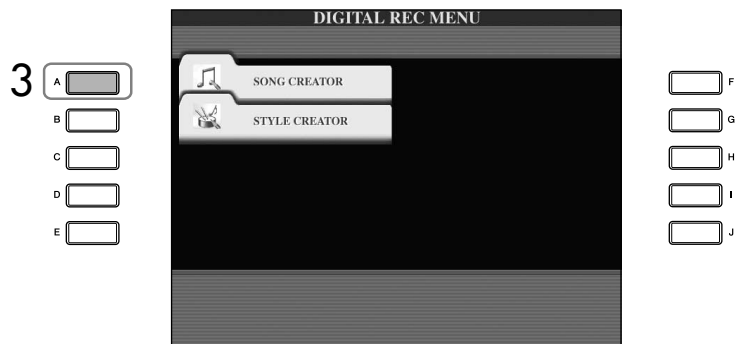 DIGITAL REC MENU
3
A
SONG CREATOR
F
B
STYLE CREATOR
G
C
H
D
I
E
J